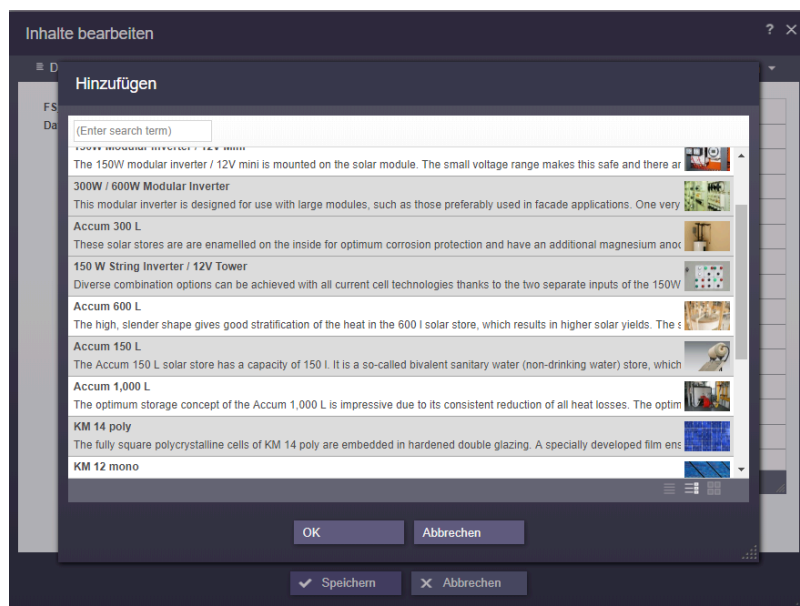 Inhalte bearbeiten
?
D
Hinzufügen
FS
Da
(Enter search term)
150W Modular Inverter / 12V Mini
The 150W modular inverter / 12V mini is mounted on the solar module. The small voltage range makes this safe and there ar
300W / 600W Modular Inverter
This modular inverter is designed for use with large modules, such as those preferably used in facade applications. One very
Accum 300 L
These solar stores are are enamelled on the inside for optimum corrosion protection and have an additional magnesium anod
150 W String Inverter / 12V Tower
Diverse combination options can be achieved with all current cell technologies thanks to the two separate inputs of the 150W
Accum 600 L
The high, slender shape gives good stratification of the heat in the 600 l solar store, which results in higher solar yields. The s
Accum 150 L
The Accum 150 L solar store has a capacity of 150 l. It is a so-called bivalent sanitary water (non-drinking water) store, which
Accum 1,000 L
The optimum storage concept of the Accum 1,000 L is impressive due to its consistent reduction of all heat losses. The optim
KM 14 poly
The fully square polycrystalline cells of KM 14 poly are embedded in hardened double glazing. A specially developed film ens
KM 12 mono
OK
Abbrechen
Speichern
Abbrechen